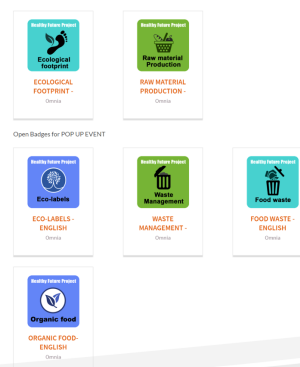 Healthy Future Project
Healthy Future Project
Ecological
footprint
Raw material
Production
ECOLOGICAL
FOOTPRINT -
Omnia
RAW MATERIAL
PRODUCTION -
Omnia
Open Badges for POP UP EVENT
Healthy Future Project
Healthy Future Project
Healthy Future Project
Eco-labels
Waste
Management
Food waste
ECO-LABELS -
ENGLISH
Omnia
WASTE
MANAGEMENT -
Omnia
FOOD WASTE -
ENGLISH
Omnia
Healthy Future Project
Organic food
ORGANIC FOOD-
ENGLISH
Omnia